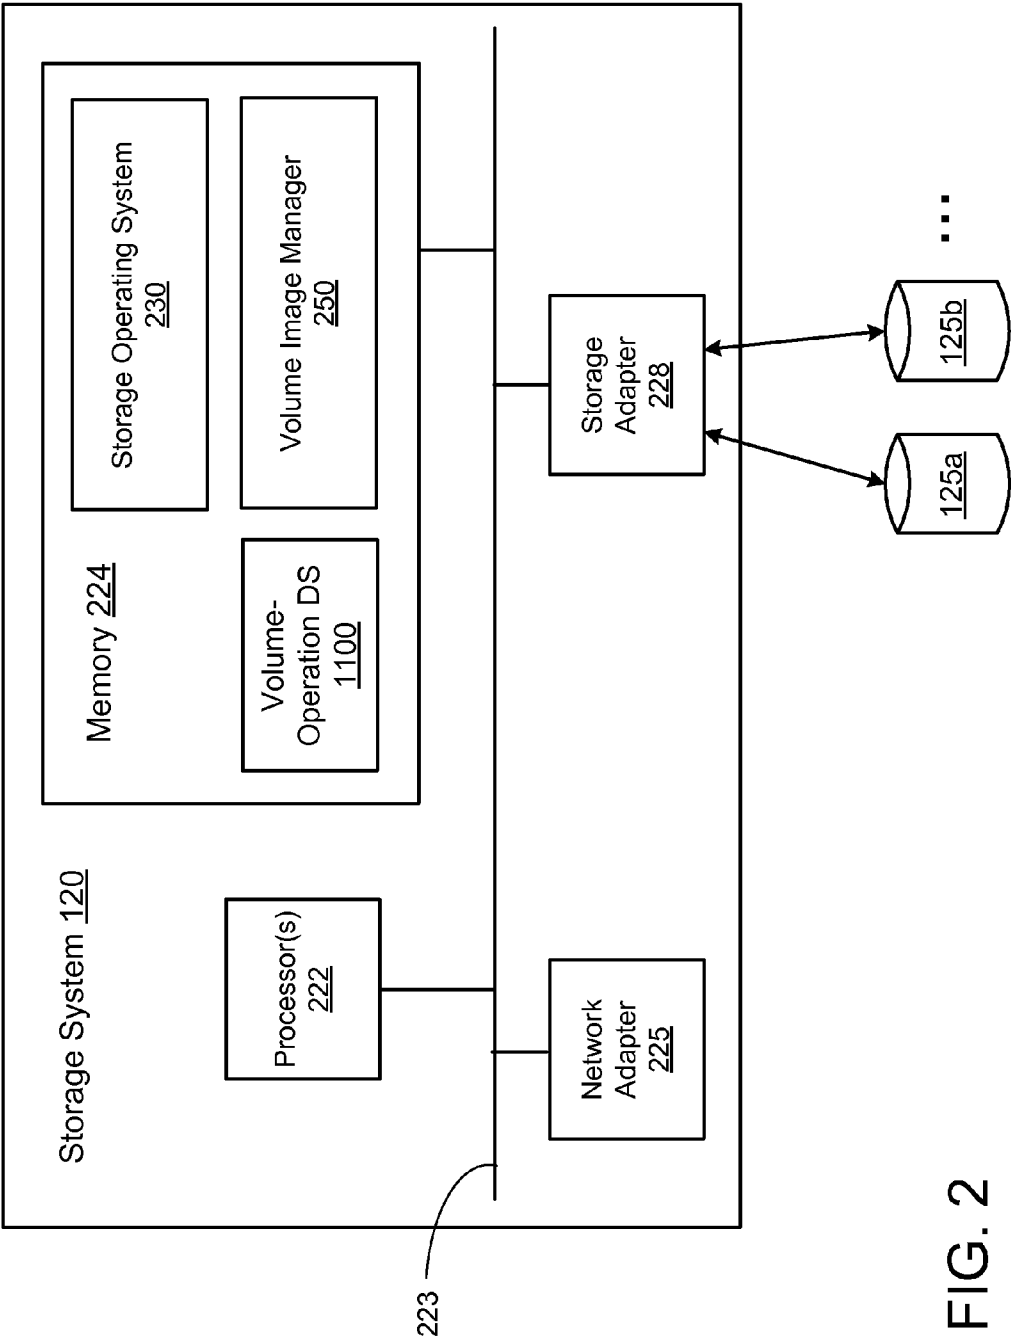 Storage System 120
Memory 224
Storage Operating System
230
Processor(s)
222
Volume-
Operation DS
1100
Volume Image Manager
250
223
Network
Adapter
225
Storage
Adapter
228
125a
125b
...
FIG. 2